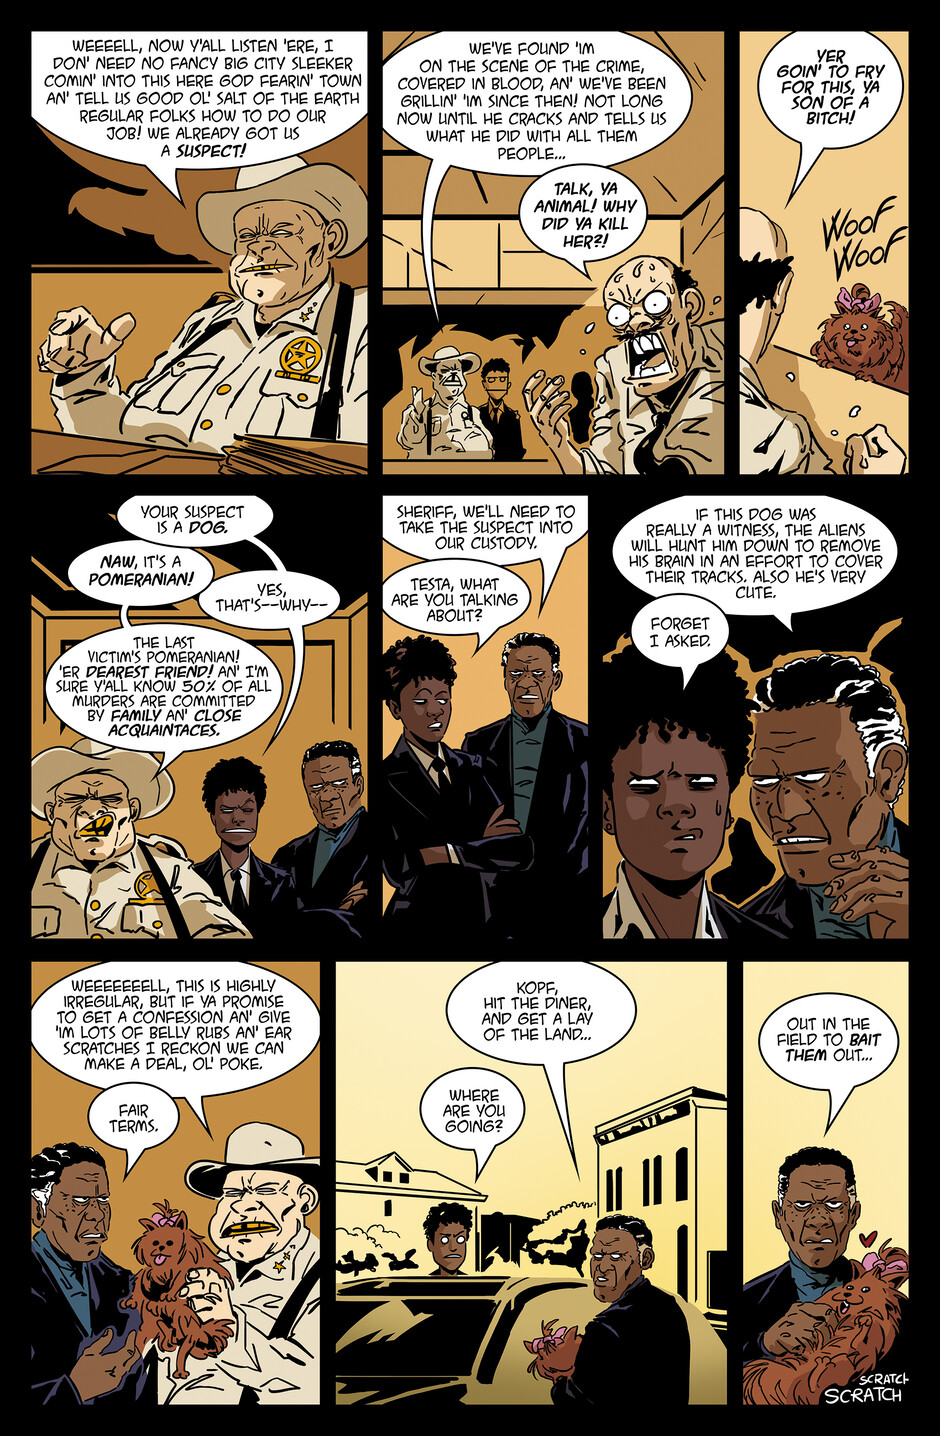 WEEEELL, NOW Y'ALL LISTEN 'ERE, I
DON' NEED NO FANCY BIG CITY SLEEKER
COMIN' INTO THIS HERE GOD FEARIN' TOWN
AN' TELL US GOOD OL' SALT OF THE EARTH
REGULAR FOLKS HOW TO DO OUR
JOB! WE ALREADY GOT US
A SUSPECT!
WE'VE FOUND 'IM
ON THE SCENE OF THE CRIME,
COVERED IN BLOOD, AN' WE'VE BEEN
GRILLIN' 'IM SINCE THEN! NOT LONG
NOW UNTIL HE CRACKS AND TELLS US
WHAT HE DID WITH ALL THEM
PEOPLE...
TALK, YA
ANIMAL! WHY
DID YA KILL
HER?!
YER
GOIN' TO FRY
FOR THIS, YA
SON OF A
BITCH!
WOOF
WOOF
YOUR SUSPECT
IS A DOG.
NAW, IT'S A
POMERANIAN!
YES,
THAT'S--WHY--
THE LAST
VICTIM'S POMERANIAN!
'ER DEAREST FRIEND! AN' I'M
SURE Y'ALL KNOW 50% OF ALL
MURDERS ARE COMMITTED
BY FAMILY AN' CLOSE
ACQUAINTACES.
SHERIFF, WE'LL NEED TO
TAKE THE SUSPECT INTO
OUR CUSTODY.
TESTA, WHAT
ARE YOU TALKING
ABOUT?
IF THIS DOG WAS
REALLY A WITNESS, THE ALIENS
WILL HUNT HIM DOWN TO REMOVE
HIS BRAIN IN AN EFFORT TO COVER
THEIR TRACKS. ALSO HE'S VERY
CUTE.
FORGET
I ASKED.
WEEEEEEELL, THIS IS HIGHLY
IRREGULAR, BUT IF YA PROMISE
TO GET A CONFESSION AN' GIVE
'IM LOTS OF BELLY RUBS AN' EAR
SCRATCHES I RECKON WE CAN
MAKE A DEAL, OL' POKE.
FAIR
TERMS.
KOPF,
HIT THE DINER,
AND GET A LAY
OF THE LAND...
WHERE
ARE YOU
GOING?
OUT IN THE
FIELD TO BAIT
THEM OUT...
SCRATCH
SCRATCH